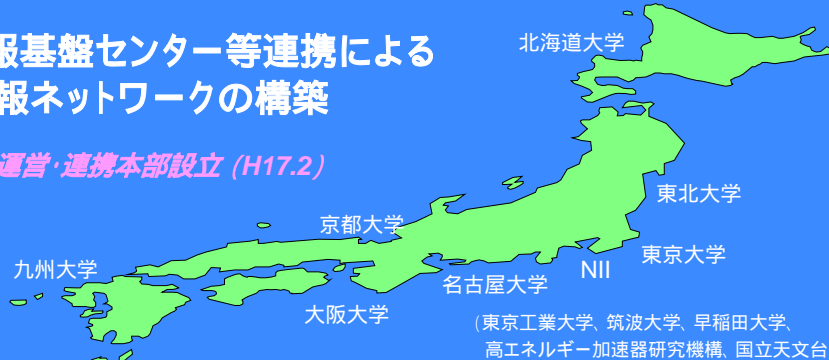 報基盤センター等連携による
報ネットワークの構築
運営・連携本部設立（H17.2）
北海道大学
東北大学
京都大学
東京大学
九州大学
NII
名古屋大学
大阪大学
（東京工業大学、筑波大学、早稲田大学、
高エネルギー加速器研究機構、国立天文台